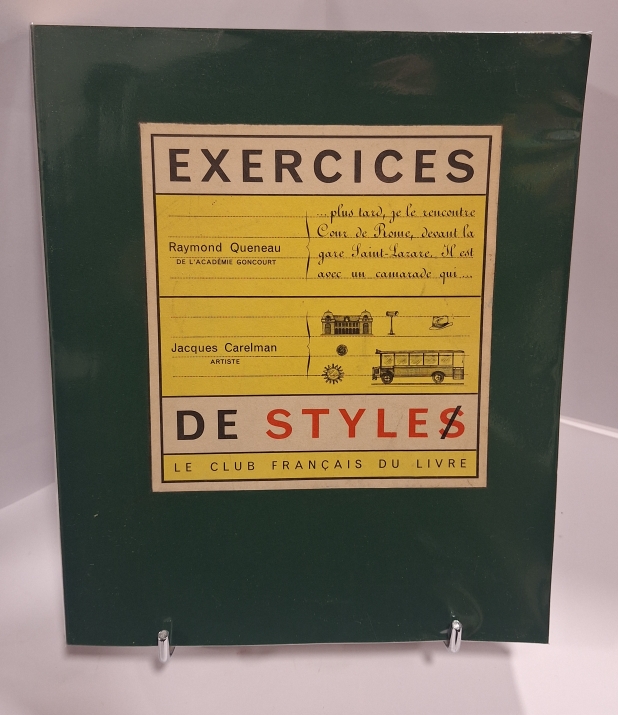 EXERCICES
Raymond Queneau
DE L'ACADÉMIE GONCOURT
...plus tard, je le rencontre
Cour de Rome, devant la
gare Saint-Lazare. Il est
avec un camarade qui...
Jacques Carelman
ARTISTE
DE STYLES
LE CLUB FRANÇAIS DU LIVRE